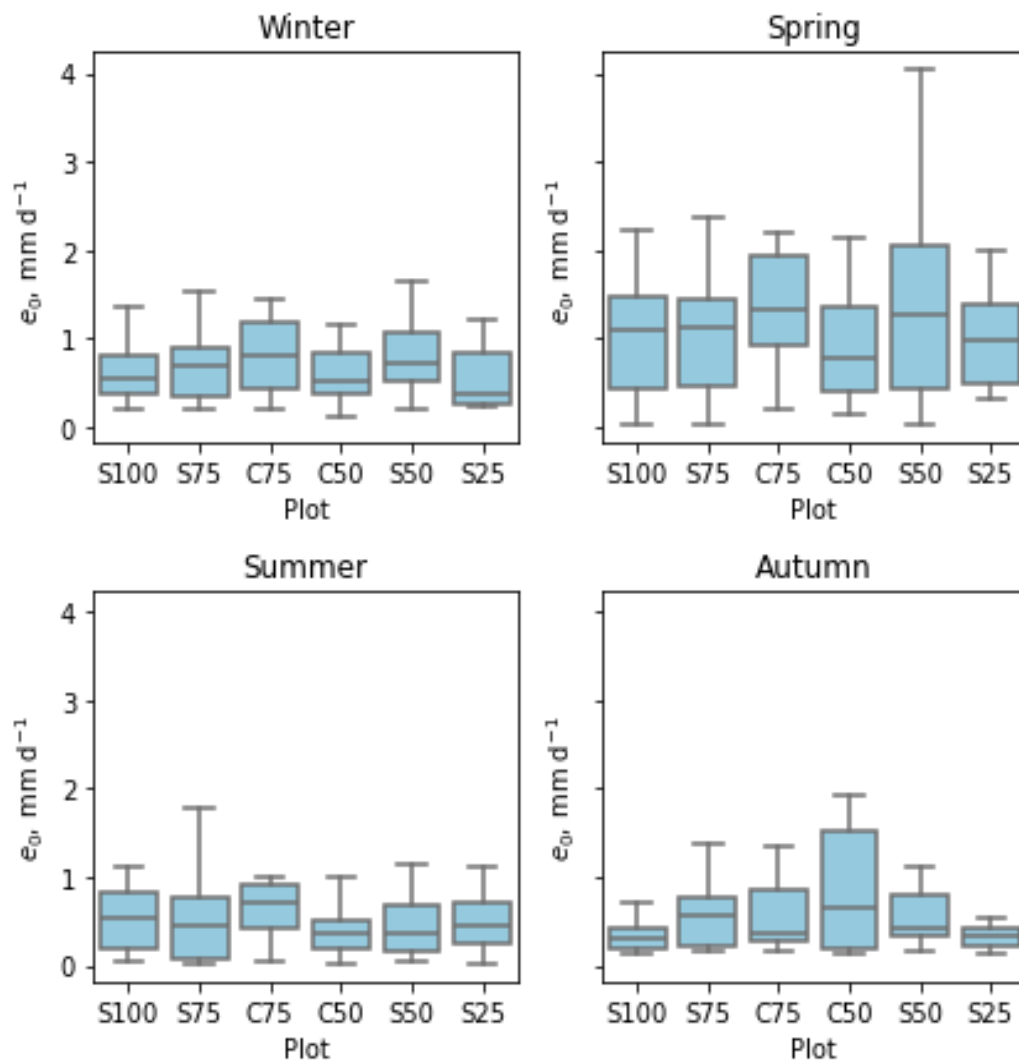 Winter
Spring
4
3
2
1
0
e₀, mm d⁻¹
e₀, mm d⁻¹
S100 S75 C75 C50 S50 S25
S100 S75 C75 C50 S50 S25
Plot
Plot
Summer
Autumn
4
3
2
1
0
e₀, mm d⁻¹
e₀, mm d⁻¹
S100 S75 C75 C50 S50 S25
S100 S75 C75 C50 S50 S25
Plot
Plot